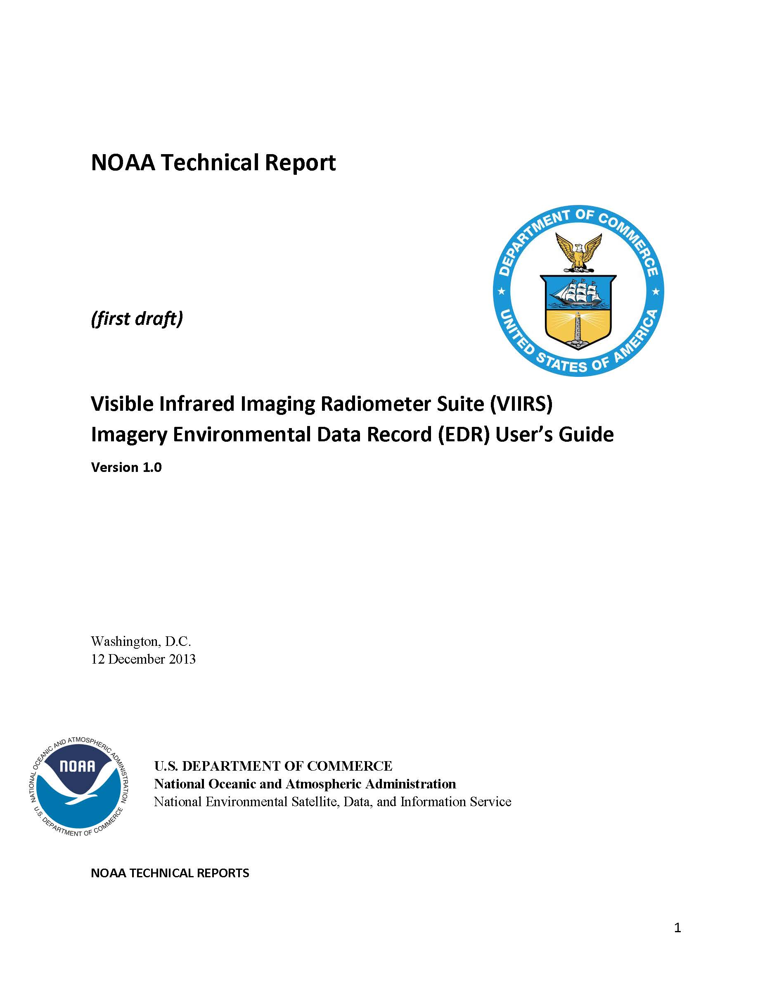 NOAA Technical Report
DEPARTMENT OF COMMERCE
UNITED STATES OF AMERICA
(first draft)
Visible Infrared Imaging Radiometer Suite (VIIRS)
Imagery Environmental Data Record (EDR) User’s Guide
Version 1.0
Washington, D.C.
12 December 2013
NATIONAL OCEANIC AND ATMOSPHERIC ADMINISTRATION
NOAA
U.S. DEPARTMENT OF COMMERCE
U.S. DEPARTMENT OF COMMERCE
National Oceanic and Atmospheric Administration
National Environmental Satellite, Data, and Information Service
NOAA TECHNICAL REPORTS
1